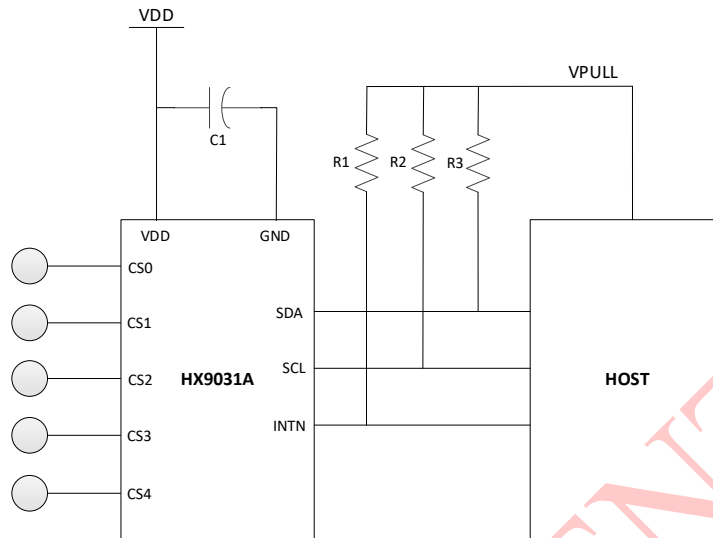 VDD
VPULL
C1
R1
R2
R3
VDD
GND
CS0
CS1
CS2
CS3
CS4
SDA
SCL
INTN
HX9031A
HOST